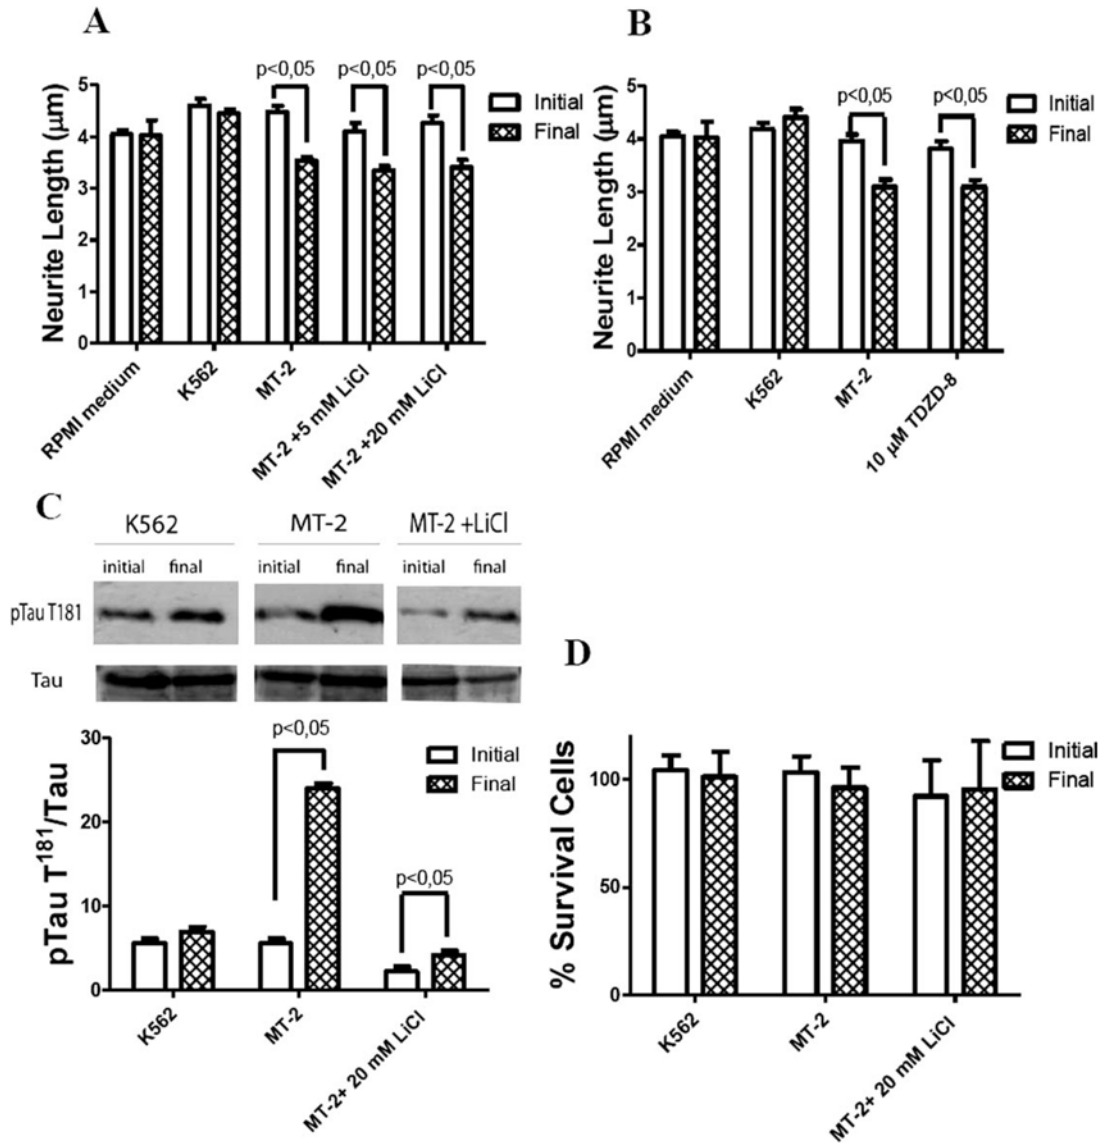 A
p<0,05
p<0,05
p<0,05
Initial
Final
Neurite Length (μm)
5
4
3
2
1
0
RPMI medium
K562
MT-2
MT-2 +5 mM LiCl
MT-2 +20 mM LiCl
B
p<0,05
p<0,05
Initial
Final
Neurite Length (μm)
5
4
3
2
1
0
RPMI medium
K562
MT-2
10 μM TDZD-8
C
K562
MT-2
MT-2 +LiCl
initial
final
initial
final
initial
final
pTau T181
Tau
p<0,05
p<0,05
Initial
Final
pTau T181/Tau
30
20
10
0
K562
MT-2
MT-2+ 20 mM LiCl
D
Initial
Final
% Survival Cells
100
50
0
K562
MT-2
MT-2+ 20 mM LiCl